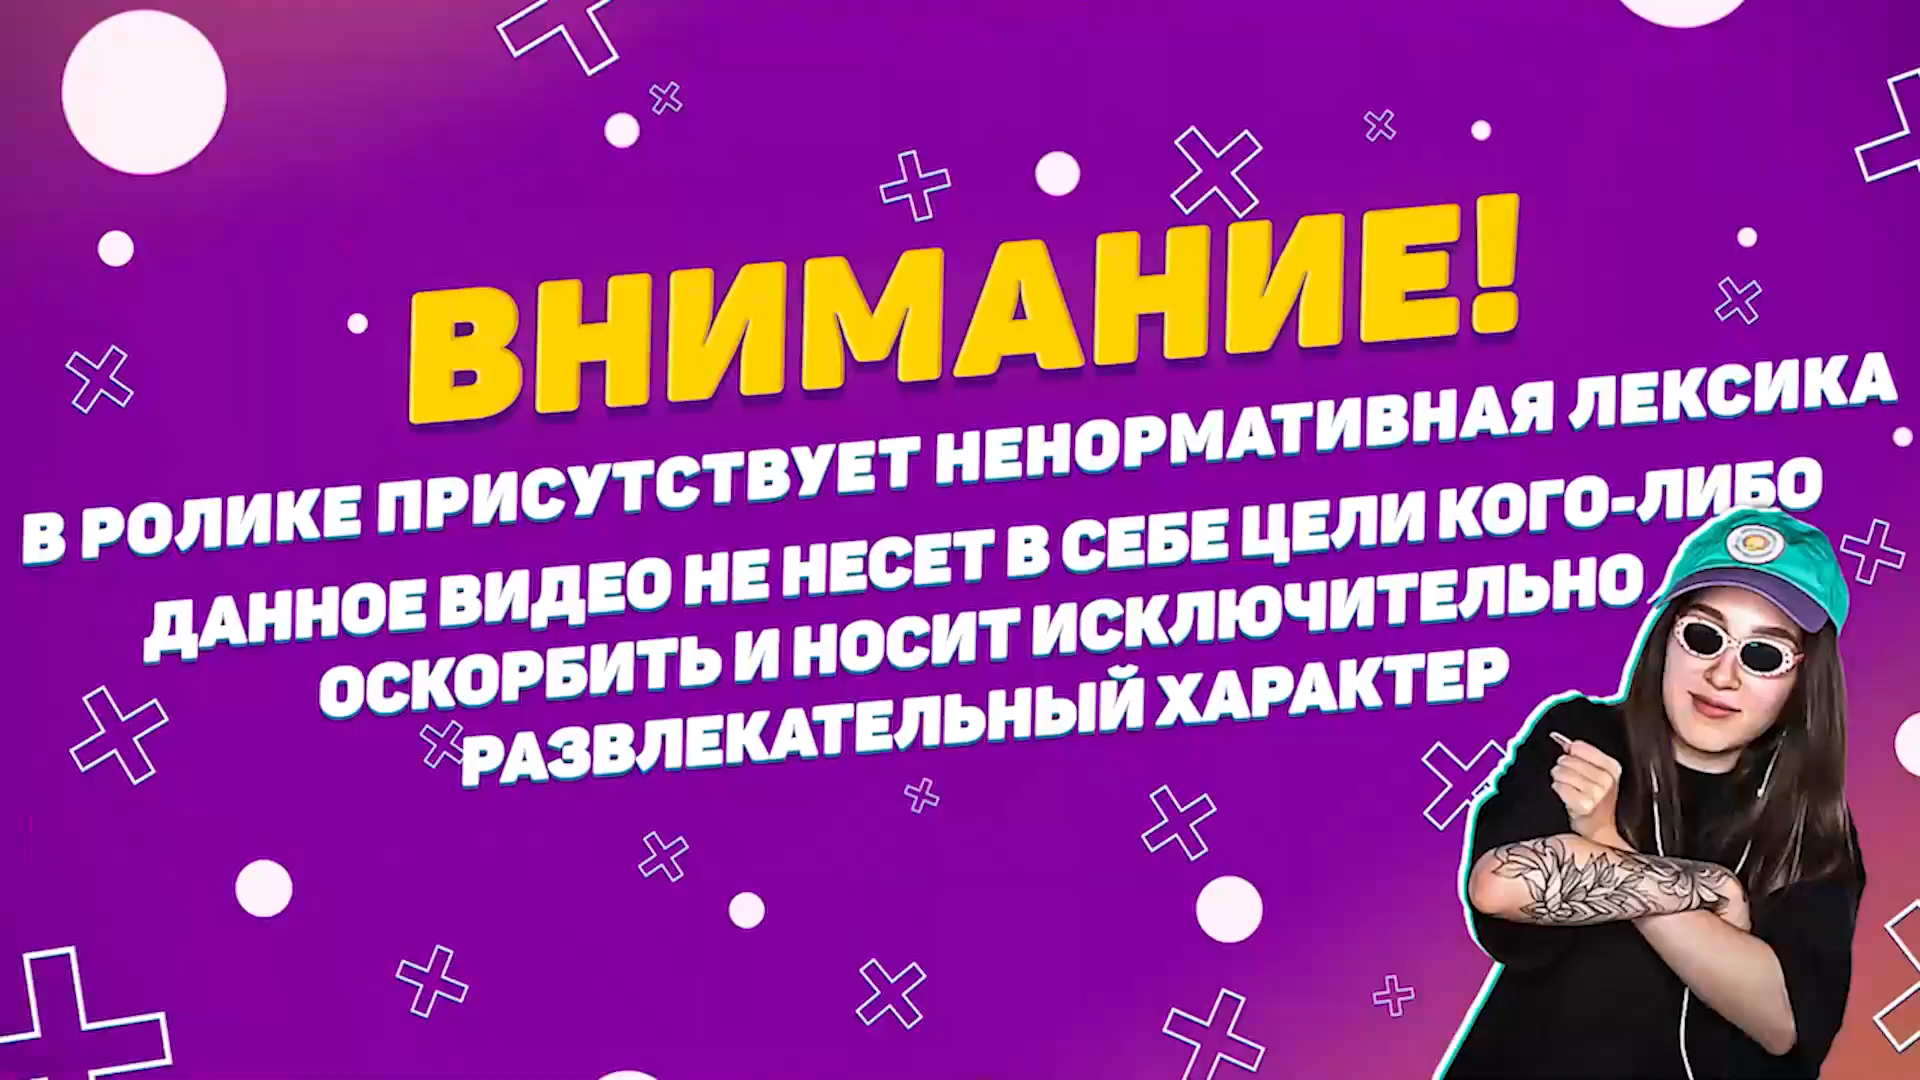 ВНИМАНИЕ!
В РОЛИКЕ ПРИСУТСТВУЕТ НЕНОРМАТИВНАЯ ЛЕКСИКА
ДАННОЕ ВИДЕО НЕ НЕСЕТ В СЕБЕ ЦЕЛИ КОГО-ЛИБО
ОСКОРБИТЬ И НОСИТ ИСКЛЮЧИТЕЛЬНО
РАЗВЛЕКАТЕЛЬНЫЙ ХАРАКТЕР